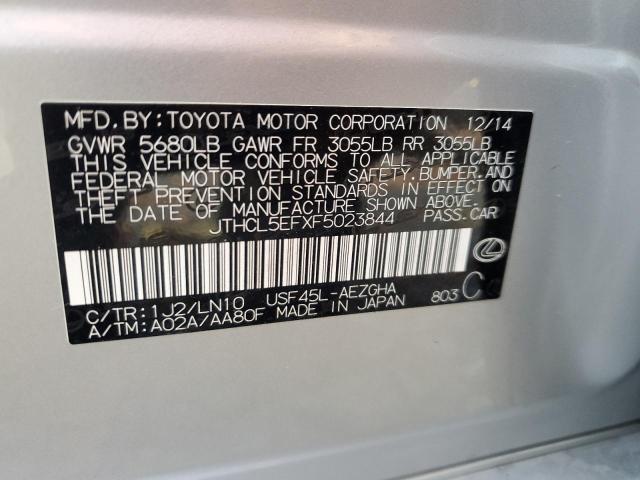 MFD. BY: TOYOTA MOTOR CORPORATION 12/14
GVWR 5680LB GAWR FR 3055LB RR 3055LB
THIS VEHICLE CONFORMS TO ALL APPLICABLE
FEDERAL MOTOR VEHICLE SAFETY, BUMPER, AND
THEFT PREVENTION STANDARDS IN EFFECT ON
THE DATE OF MANUFACTURE SHOWN ABOVE.
JTHCL5EFXF5023844 PASS. CAR
C/TR: 1J2/LN10 USF45L-AEZGHA
A/TM: A02A/AA80F MADE IN JAPAN 803 C